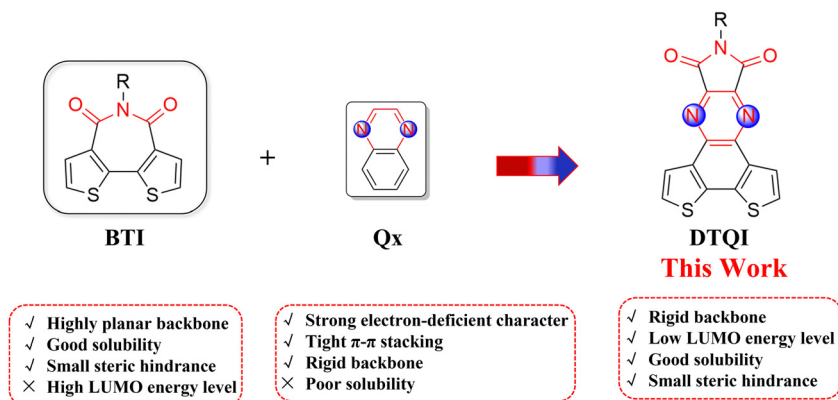 R
O
N
O
S
S
BTI
+
N
N
Qx
R
O
N
O
N
N
S
S
DTQI
This Work
√ Highly planar backbone
√ Good solubility
√ Small steric hindrance
× High LUMO energy level
√ Strong electron-deficient character
√ Tight π-π stacking
√ Rigid backbone
× Poor solubility
√ Rigid backbone
√ Low LUMO energy level
√ Good solubility
√ Small steric hindrance